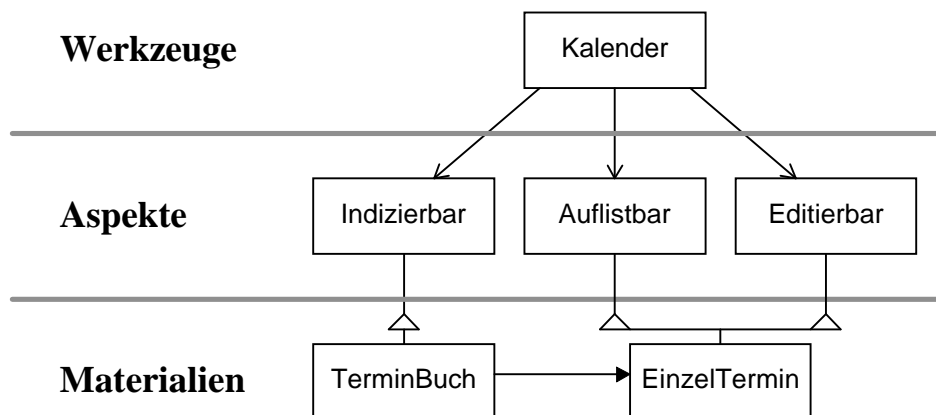 Werkzeuge
Kalender
Aspekte
Indizierbar
Auflistbar
Editierbar
Materialien
TerminBuch
EinzelTermin